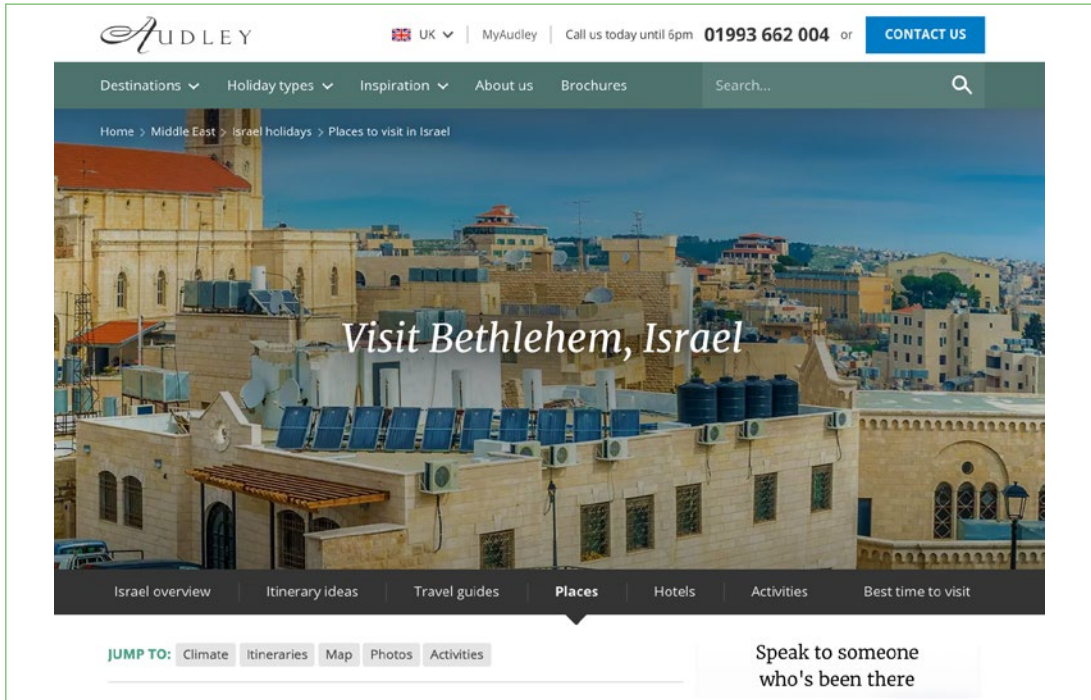 AUDLEY
UK MyAudley Call us today until 6pm 01993 662 004 or CONTACT US
Destinations Holiday types Inspiration About us Brochures Search...
Home > Middle East > Israel holidays > Places to visit in Israel
Visit Bethlehem, Israel
Israel overview Itinerary ideas Travel guides Places Hotels Activities Best time to visit
JUMP TO: Climate Itineraries Map Photos Activities
Speak to someone
who's been there